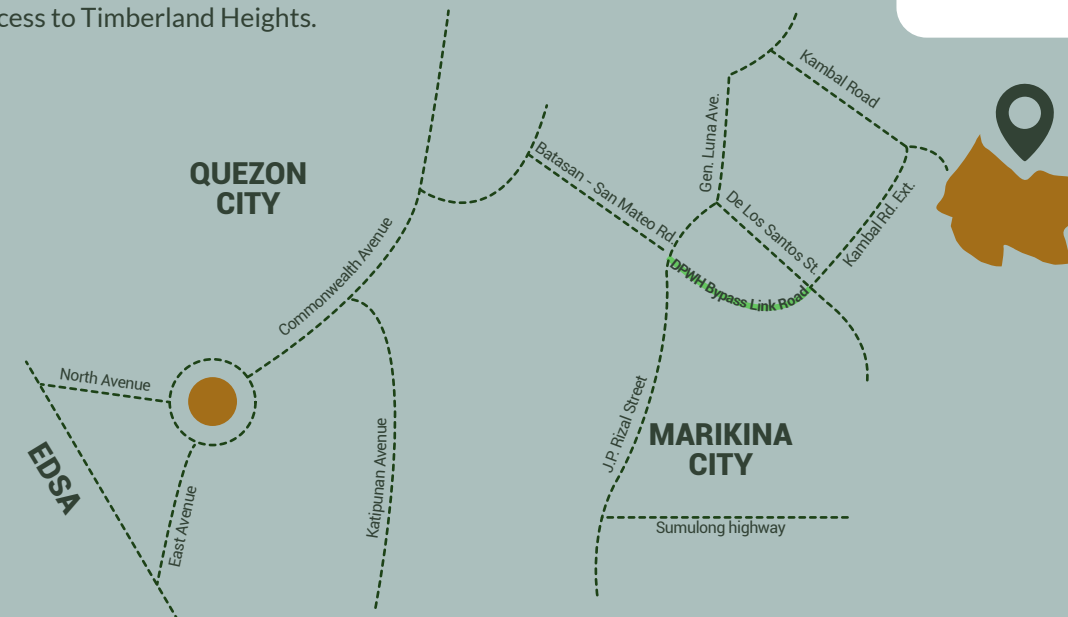 cess to Timberland Heights.
Kambal Road
Gen. Luna Ave.
Batasan - San Mateo Rd.
QUEZON
CITY
De Los Santos St.
Kambal Rd. Ext.
Commonwealth Avenue
DPWH Bypass Link Road
North Avenue
EDSA
East Avenue
Katipunan Avenue
J.P. Rizal Street
MARIKINA
CITY
Sumulong highway